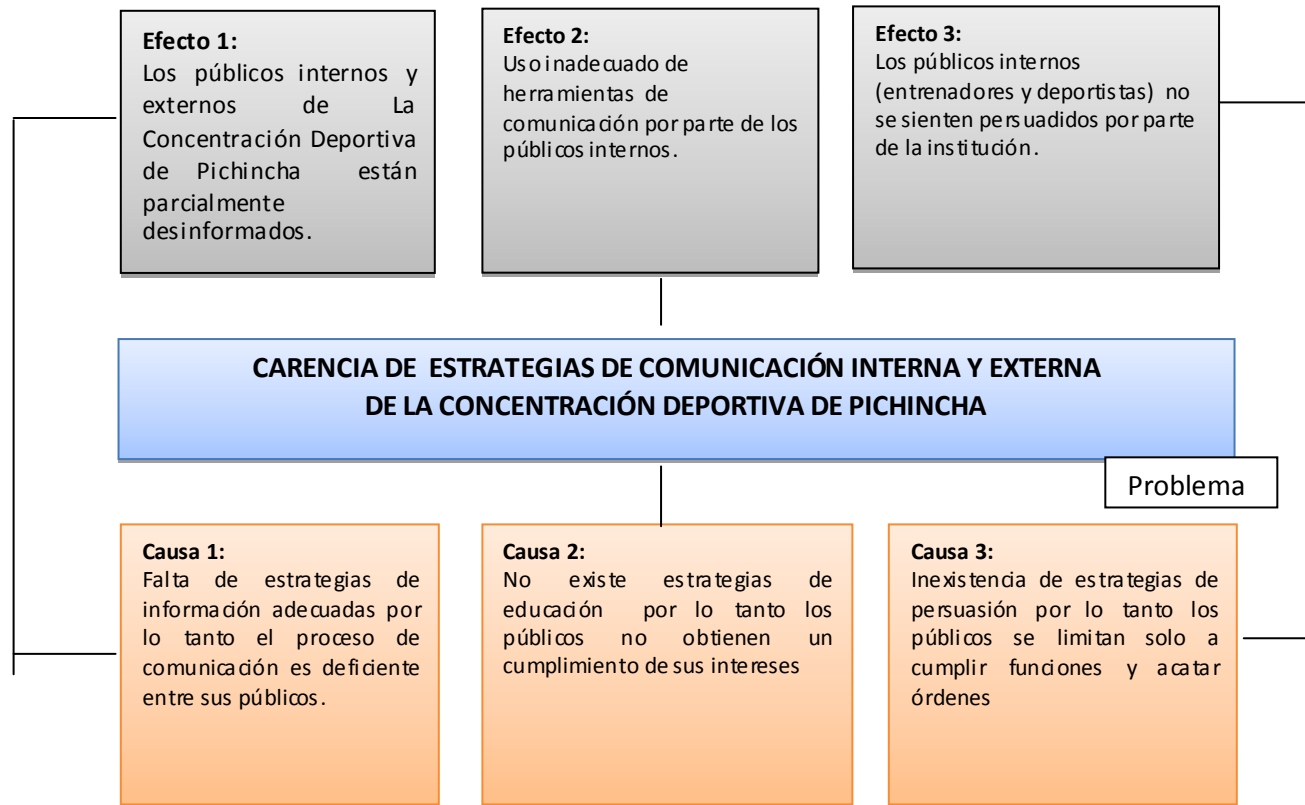 Efecto 1:
Los públicos internos y
externos de La
Concentración Deportiva
de Pichincha están
parcialmente
desinformados.
Efecto 2:
Uso inadecuado de
herramientas de
comunicación por parte de los
públicos internos.
Efecto 3:
Los públicos internos
(entrenadores y deportistas) no
se sienten persuadidos por parte
de la institución.
CARENCIA DE ESTRATEGIAS DE COMUNICACIÓN INTERNA Y EXTERNA
DE LA CONCENTRACIÓN DEPORTIVA DE PICHINCHA
Problema
Causa 1:
Falta de estrategias de
información adecuadas por
lo tanto el proceso de
comunicación es deficiente
entre sus públicos.
Causa 2:
No existe estrategias de
educación por lo tanto los
públicos no obtienen un
cumplimiento de sus intereses
Causa 3:
Inexistencia de estrategias de
persuasión por lo tanto los
públicos se limitan solo a
cumplir funciones y acatar
órdenes